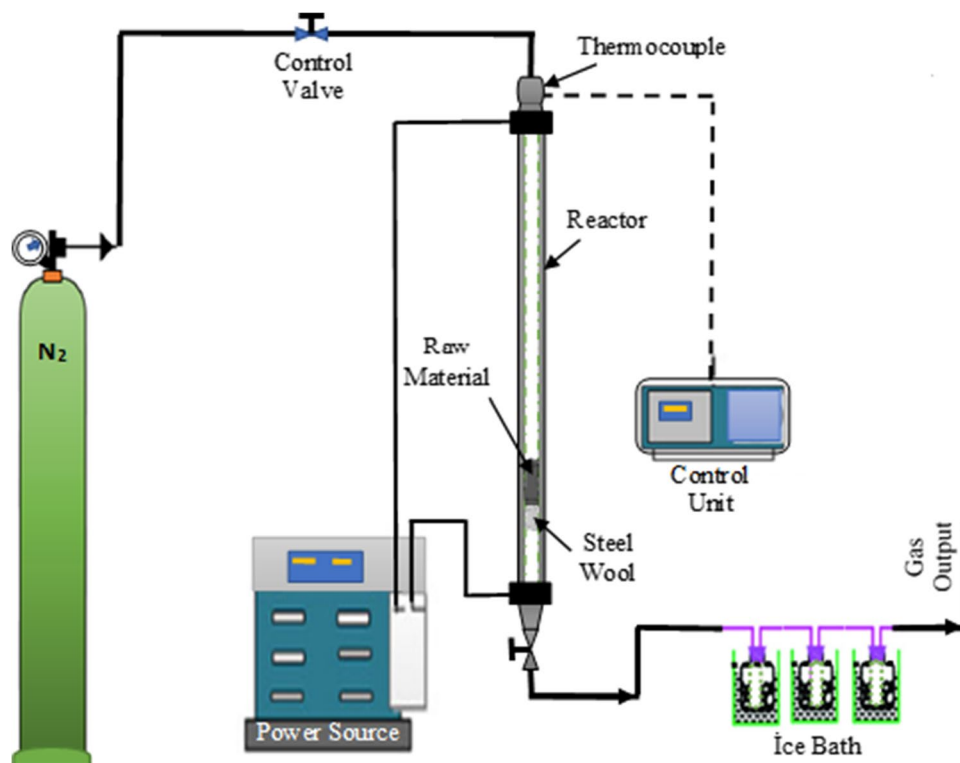 Thermocouple
Control
Valve
Reactor
N₂
Raw
Material
Control
Unit
Steel
Wool
Gas
Output
Power Source
İce Bath